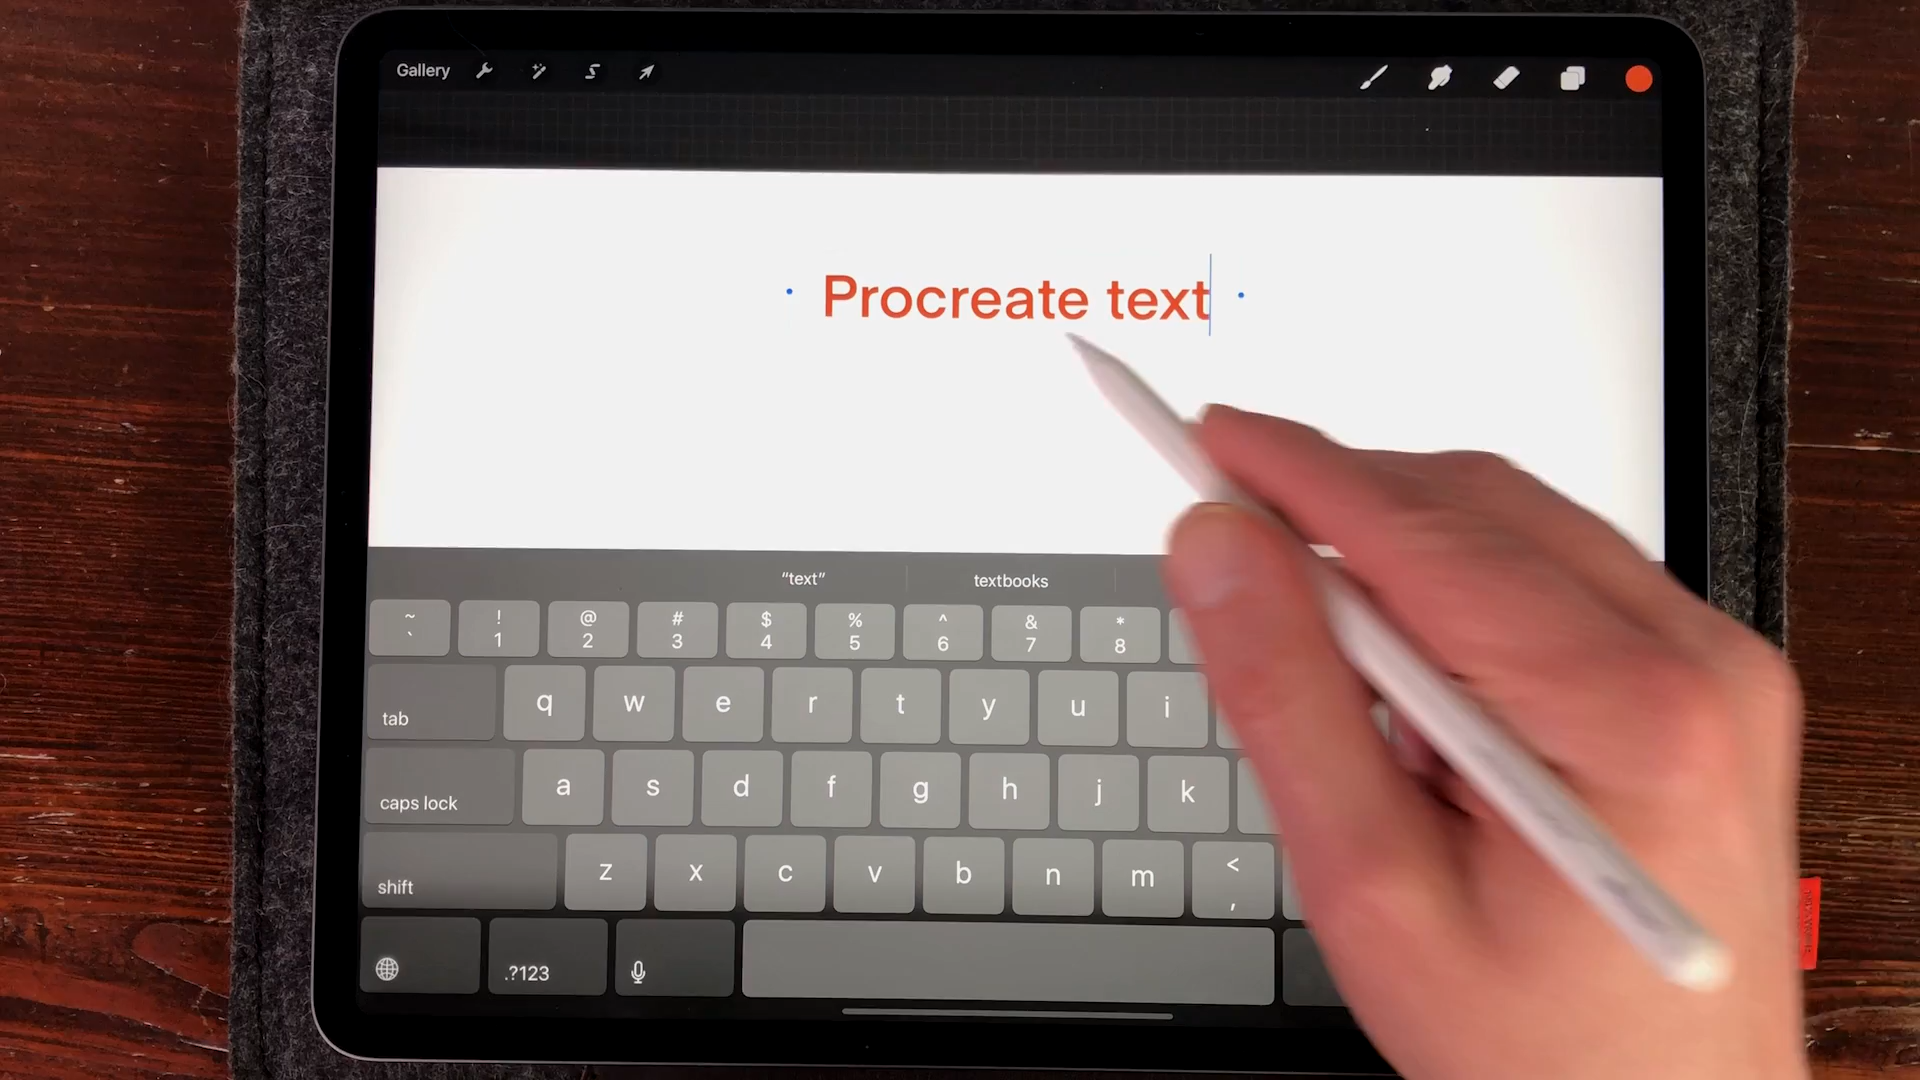 Gallery
Procreate text
“text” textbooks
~ ! @ # $ % ^ & *
` 1 2 3 4 5 6 7 8
tab q w e r t y u i
caps lock a s d f g h j k
shift z x c v b n m <
,
.?123